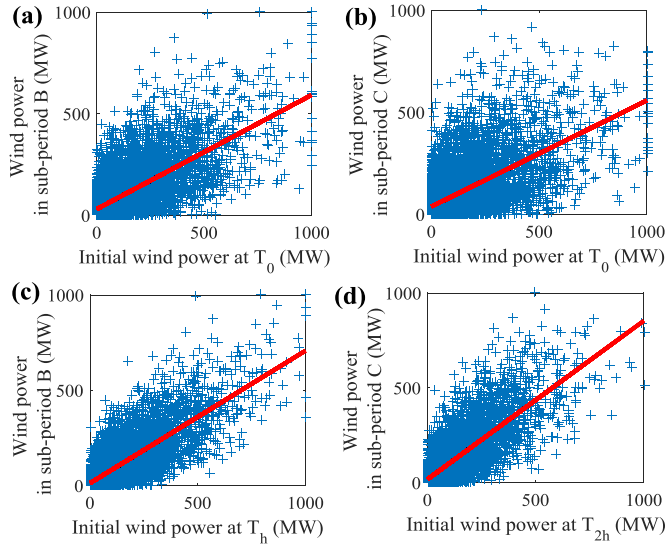 (a)
1000
500
0
Wind power
in sub-period B (MW)
0 500 1000
Initial wind power at T0 (MW)
(b)
1000
500
0
Wind power
in sub-period C (MW)
0 500 1000
Initial wind power at T0 (MW)
(c)
1000
500
0
Wind power
in sub-period B (MW)
0 500 1000
Initial wind power at Th (MW)
(d)
1000
500
0
Wind power
in sub-period C (MW)
0 500 1000
Initial wind power at T2h (MW)